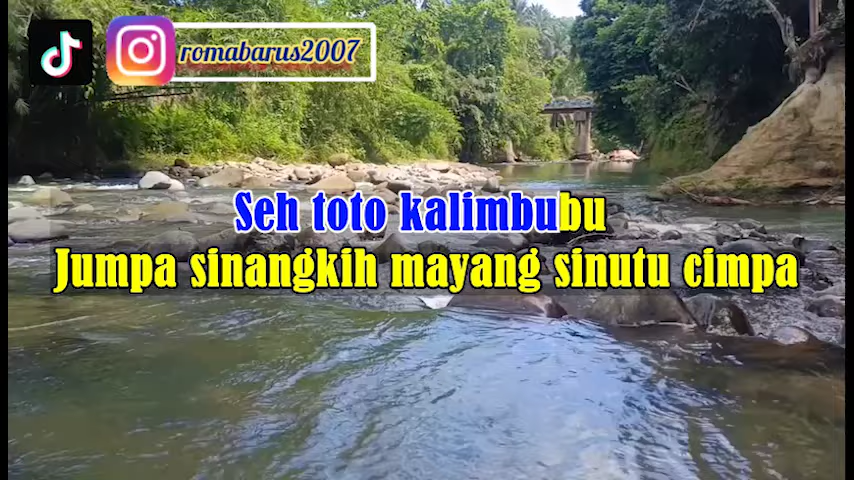 romabarus2007
Seh toto kalimbubu
Jumpa sinangkih mayang sinutu cimpa